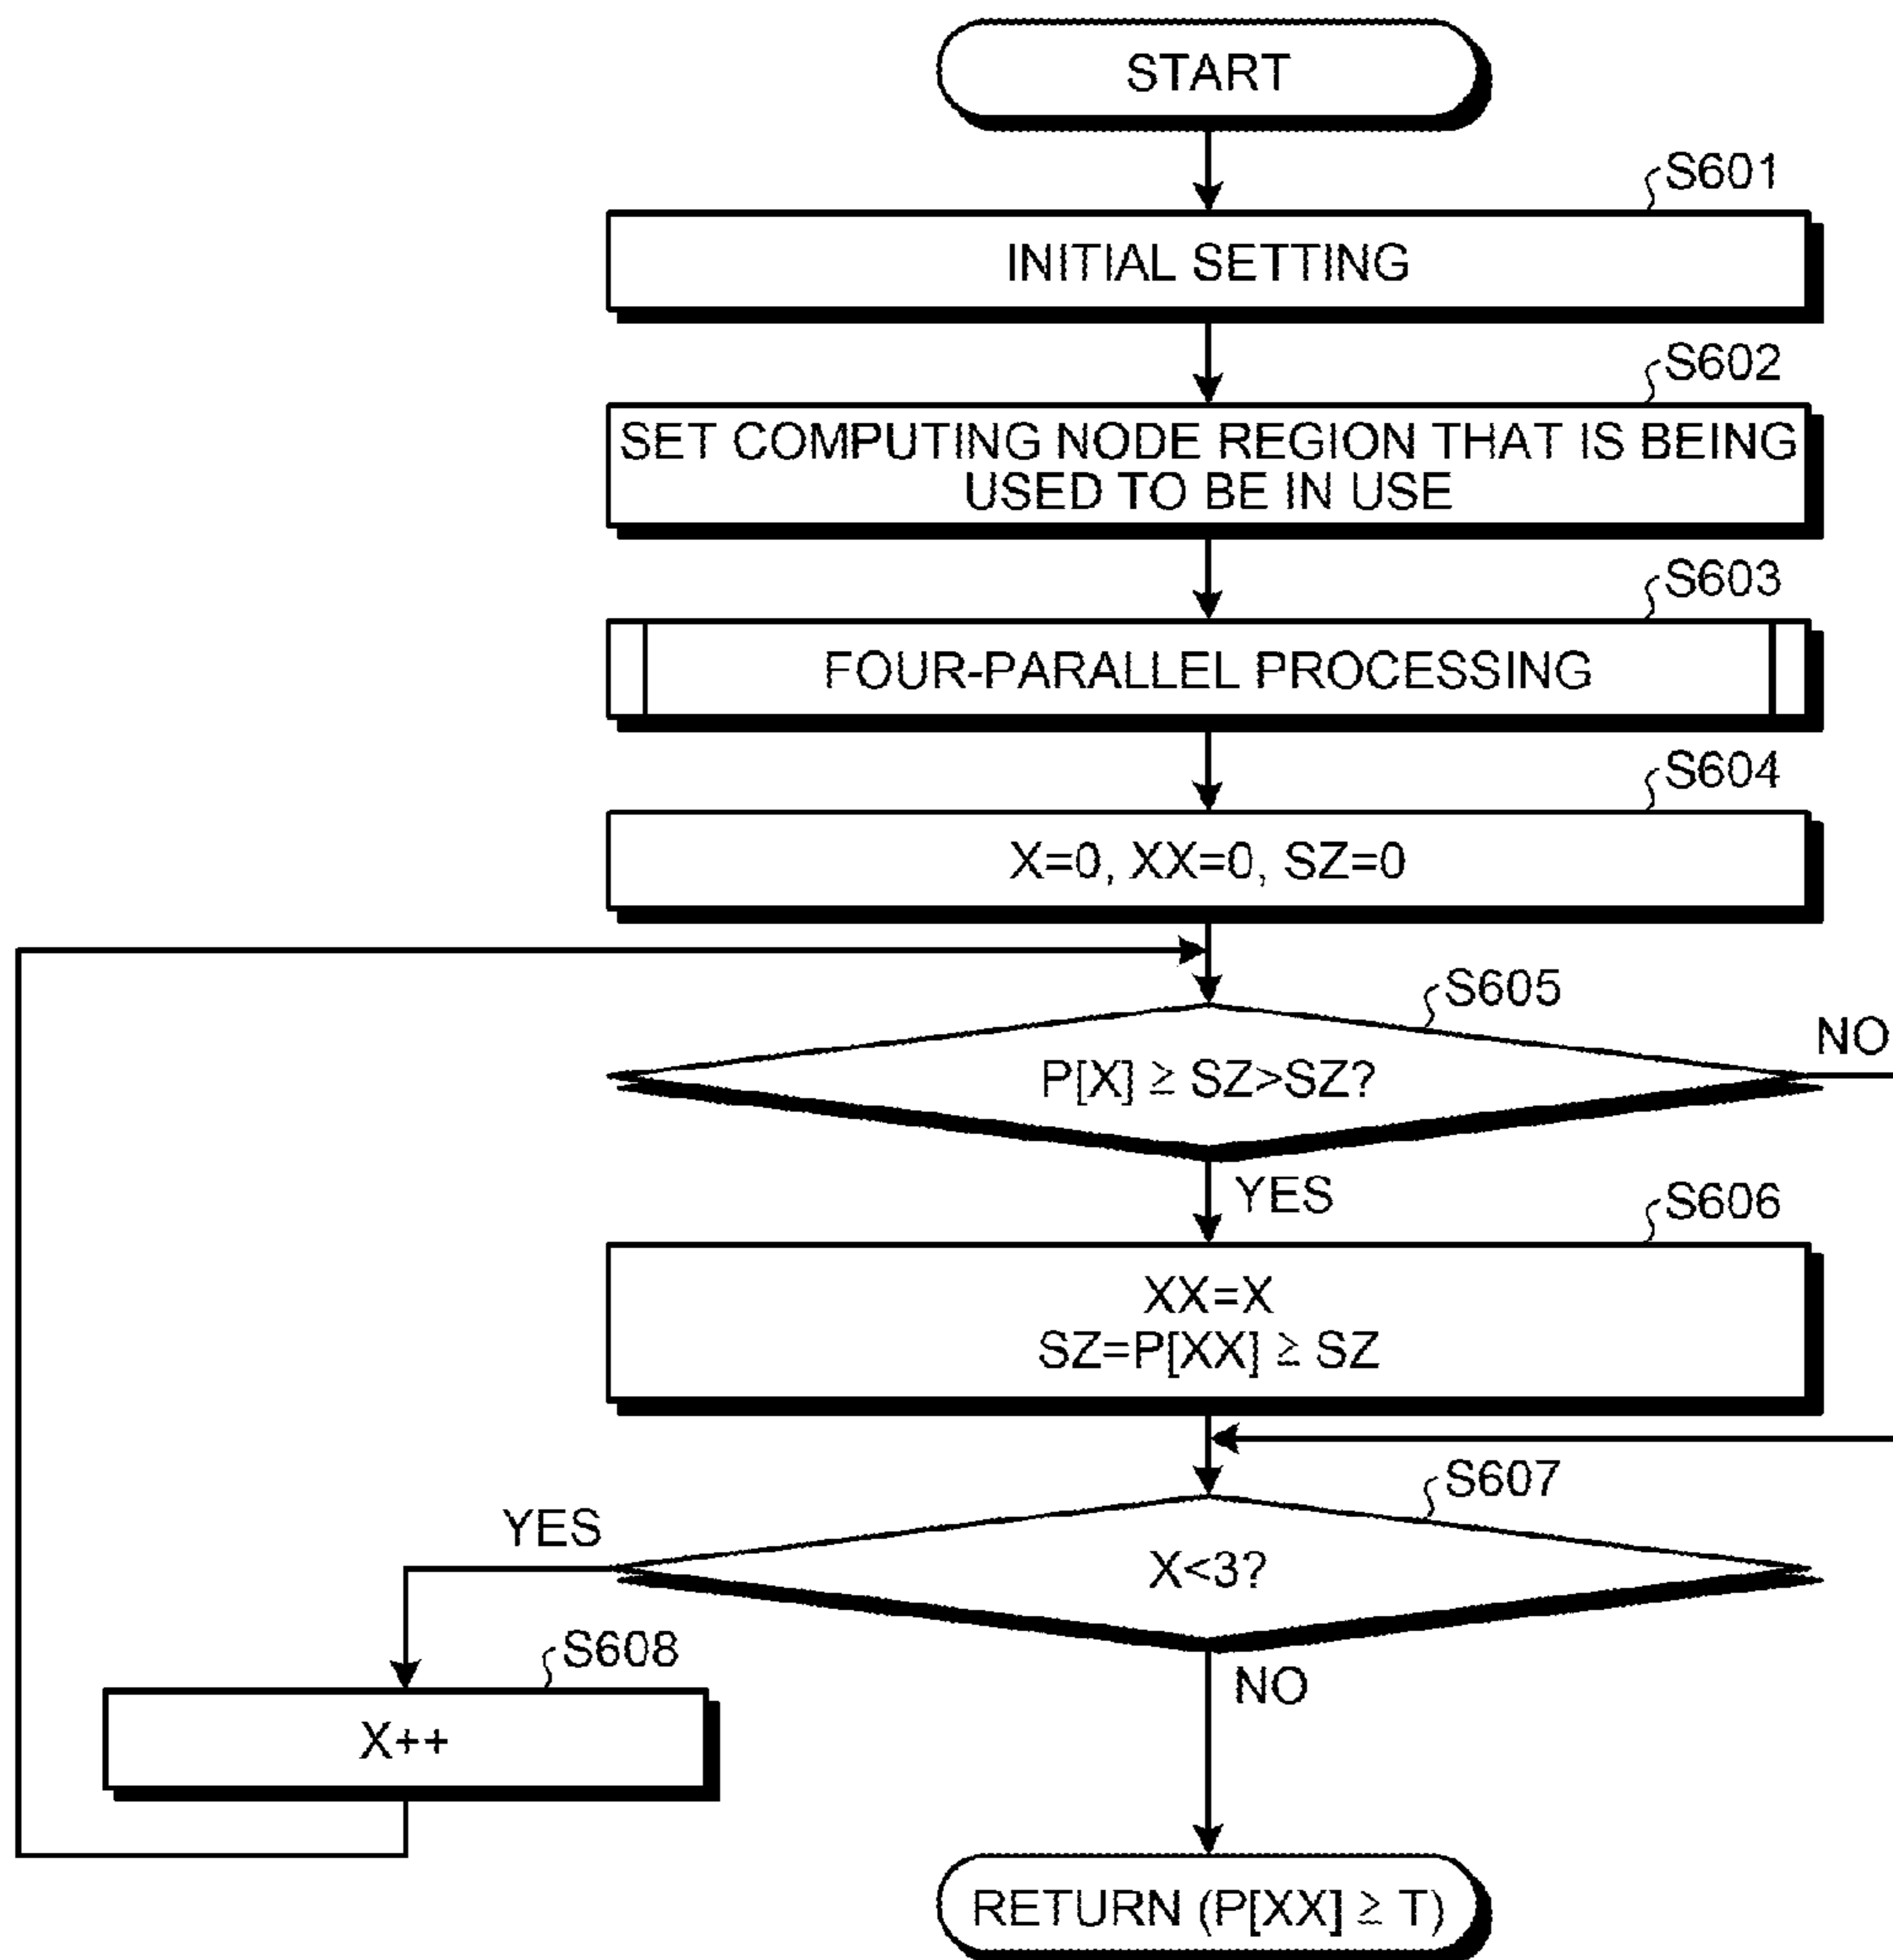 START
S601
INITIAL SETTING
S602
SET COMPUTING NODE REGION THAT IS BEING
USED TO BE IN USE
S603
FOUR-PARALLEL PROCESSING
S604
X=0, XX=0, SZ=0
S605
P[X] ≧ SZ>SZ?
NO
YES
S606
XX=X
SZ=P[XX] ≧ SZ
S607
X<3?
YES
NO
S608
X++
RETURN (P[XX] ≧ T)